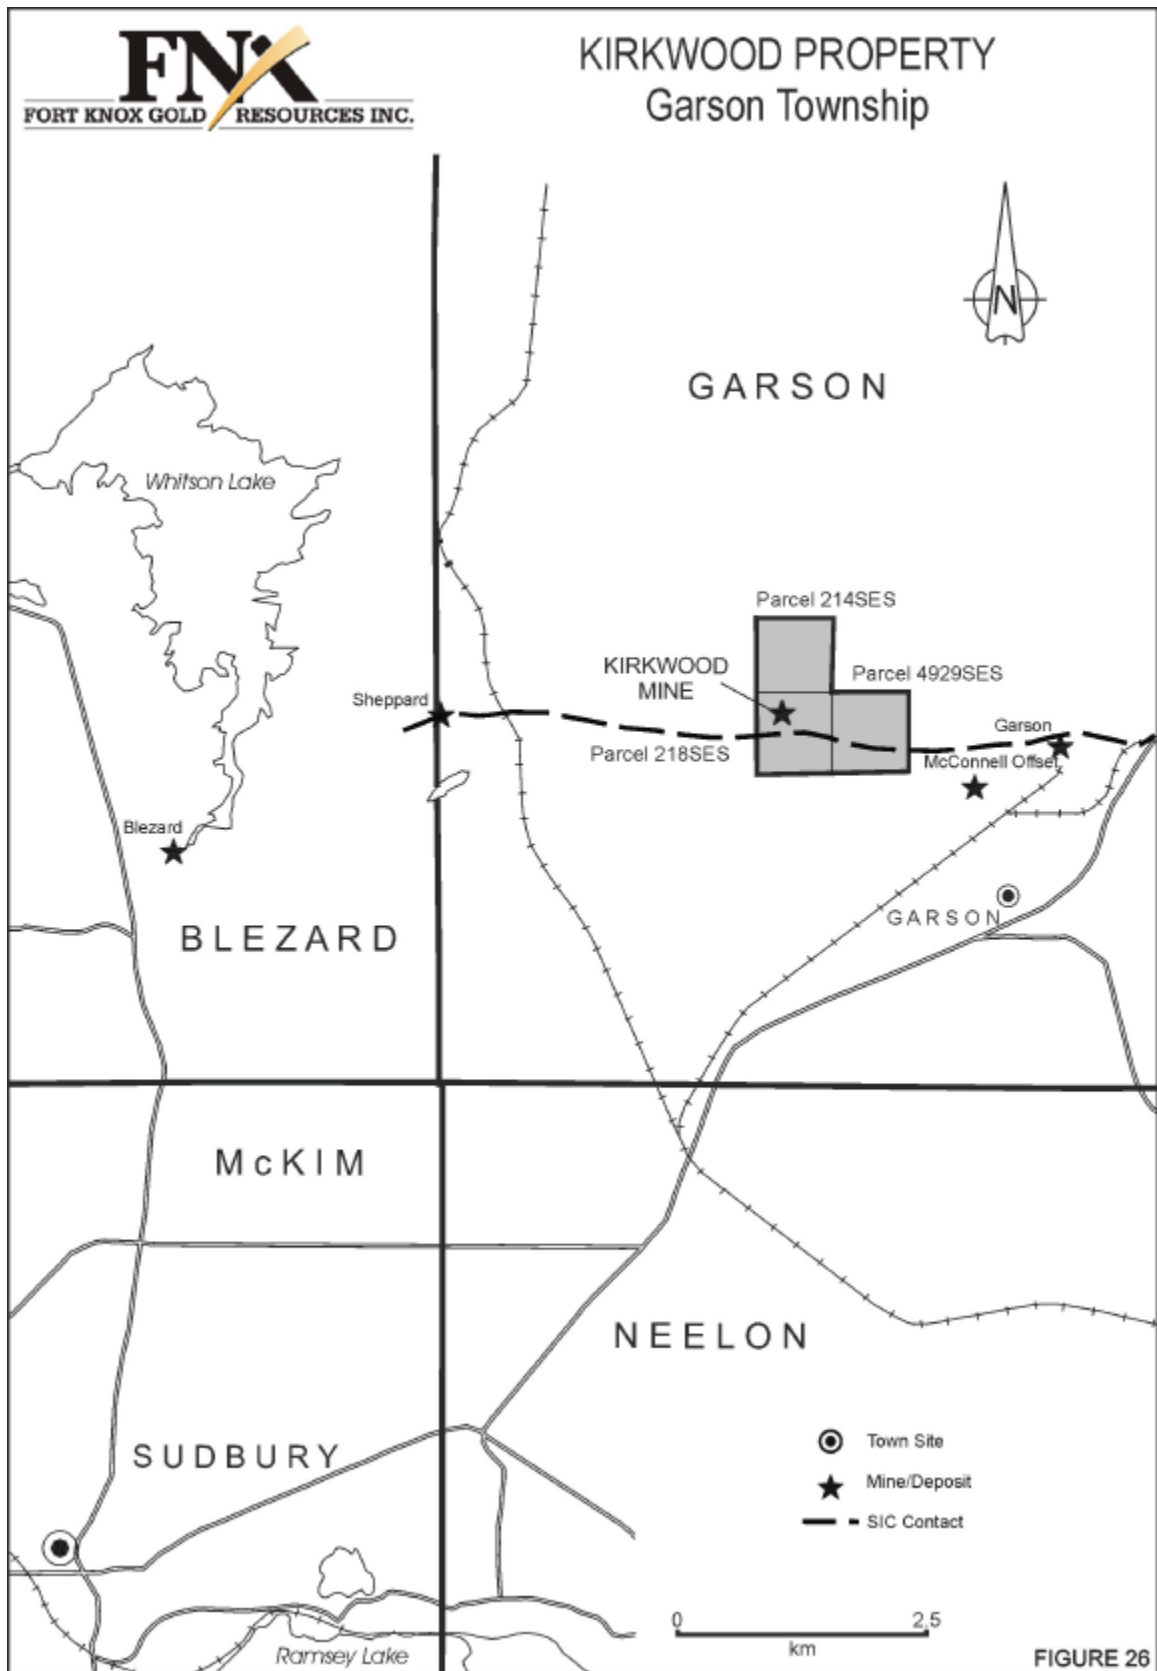 FNX
FORT KNOX GOLD RESOURCES INC.
KIRKWOOD PROPERTY
Garson Township
N
GARSON
Whitson Lake
Parcel 214SES
KIRKWOOD
MINE
Parcel 4929SES
Sheppard
Garson
Parcel 218SES
McConnell Offset
Blezard
GARSON
BLEZARD
McKIM
NEELON
SUDBURY
Town Site
Mine/Deposit
SIC Contact
0 2.5
km
Ramsey Lake
FIGURE 26